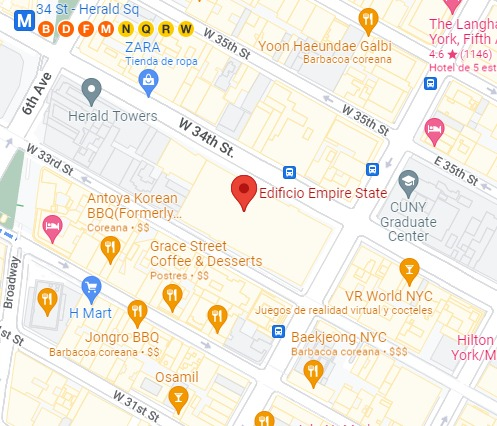 M 34 St - Herald Sq
B D F M N Q R W
ZARA
Tienda de ropa
W 35th St
Yoon Haeundae Galbi
Barbacoa coreana
The Langha
York, Fifth A
4.6 ★ (1146)
Hotel de 5 est
6th Ave
Herald Towers
W 34th St.
W 35th St
E 35th St
W 33rd St
Edificio Empire State
CUNY
Graduate
Center
Antoya Korean
BBQ(Formerly...
Coreana • $$
Grace Street
Coffee & Desserts
Postres • $$
Broadway
H Mart
VR World NYC
Juegos de realidad virtual y cócteles
Jongro BBQ
Barbacoa coreana • $$
Baekjeong NYC
Barbacoa coreana • $$$
Hilton
York/M
1st St
Osamil
W 31st St